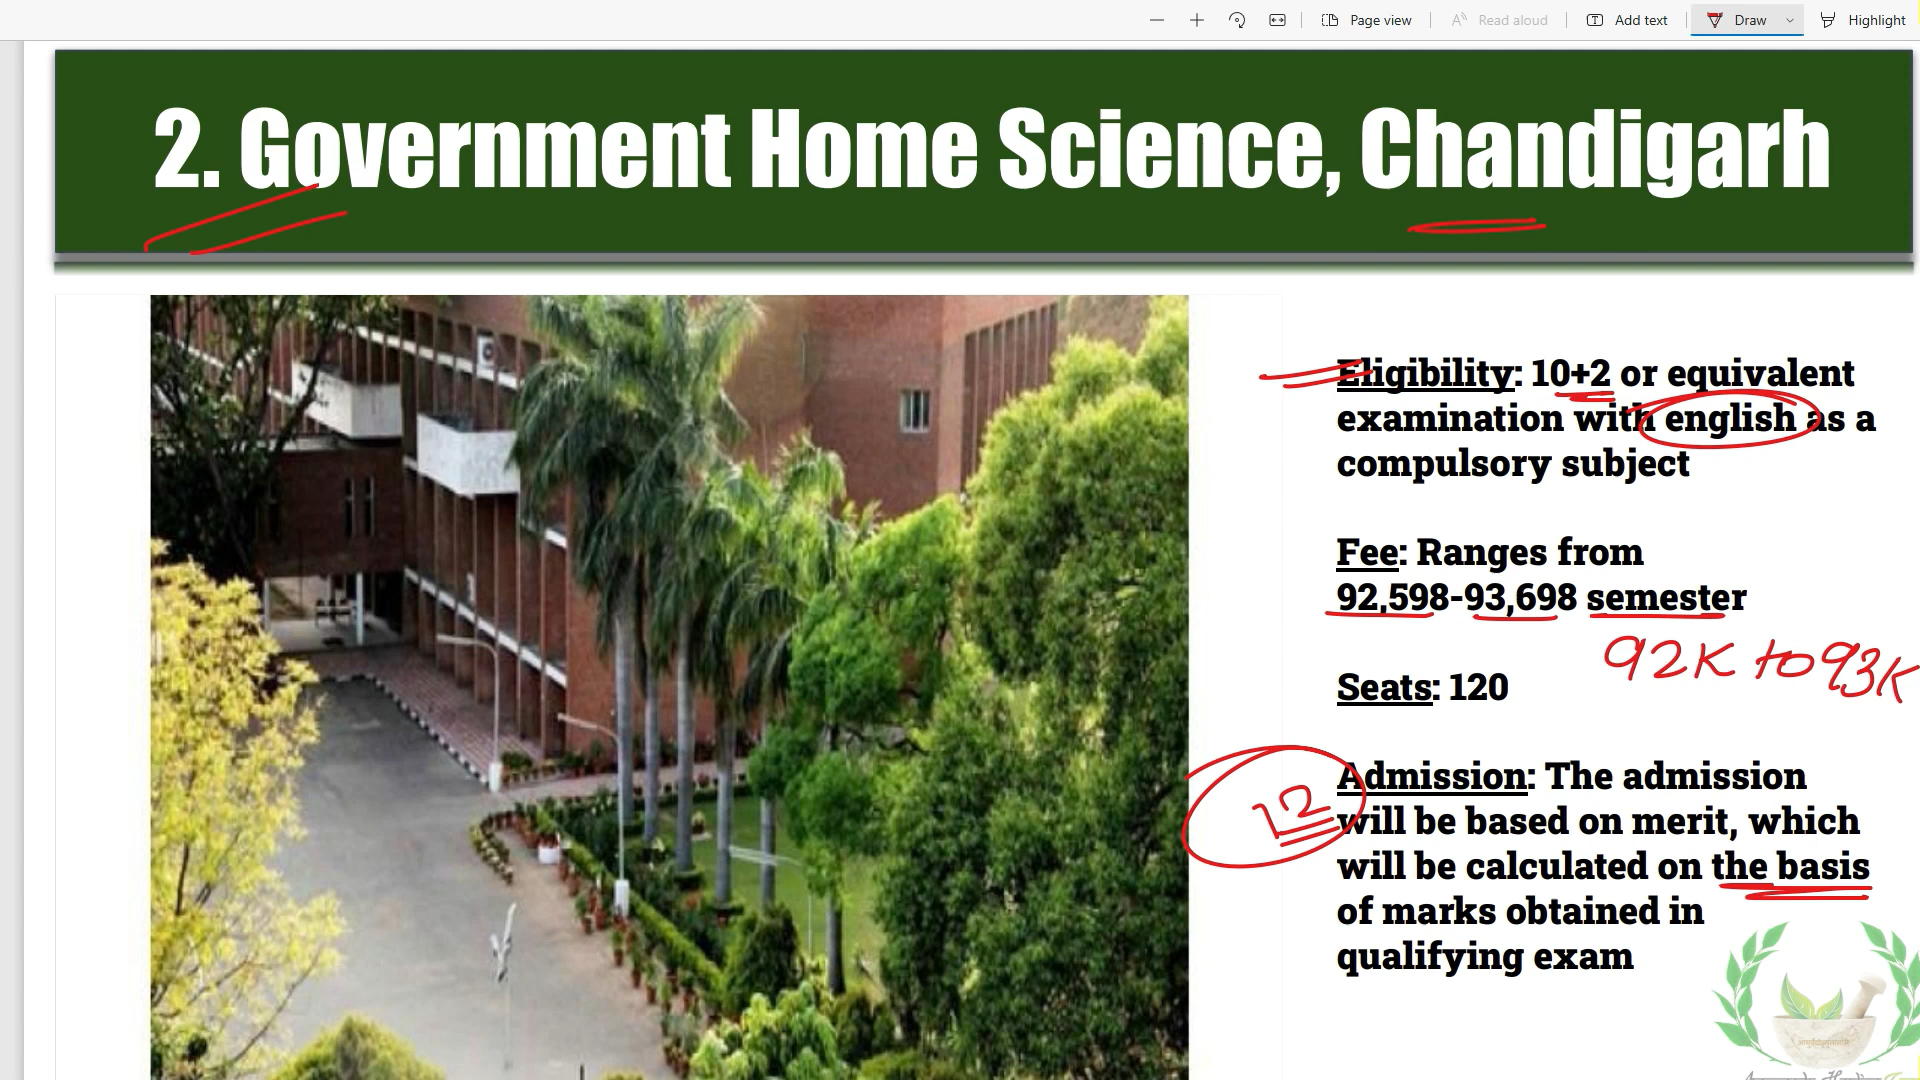 Page view
Read aloud
Add text
Draw
Highlight
2. Government Home Science, Chandigarh
Eligibility: 10+2 or equivalent
examination with english as a
compulsory subject
Fee: Ranges from
92,598-93,698 semester
92K to 93K
Seats: 120
12
Admission: The admission
will be based on merit, which
will be calculated on the basis
of marks obtained in
qualifying exam